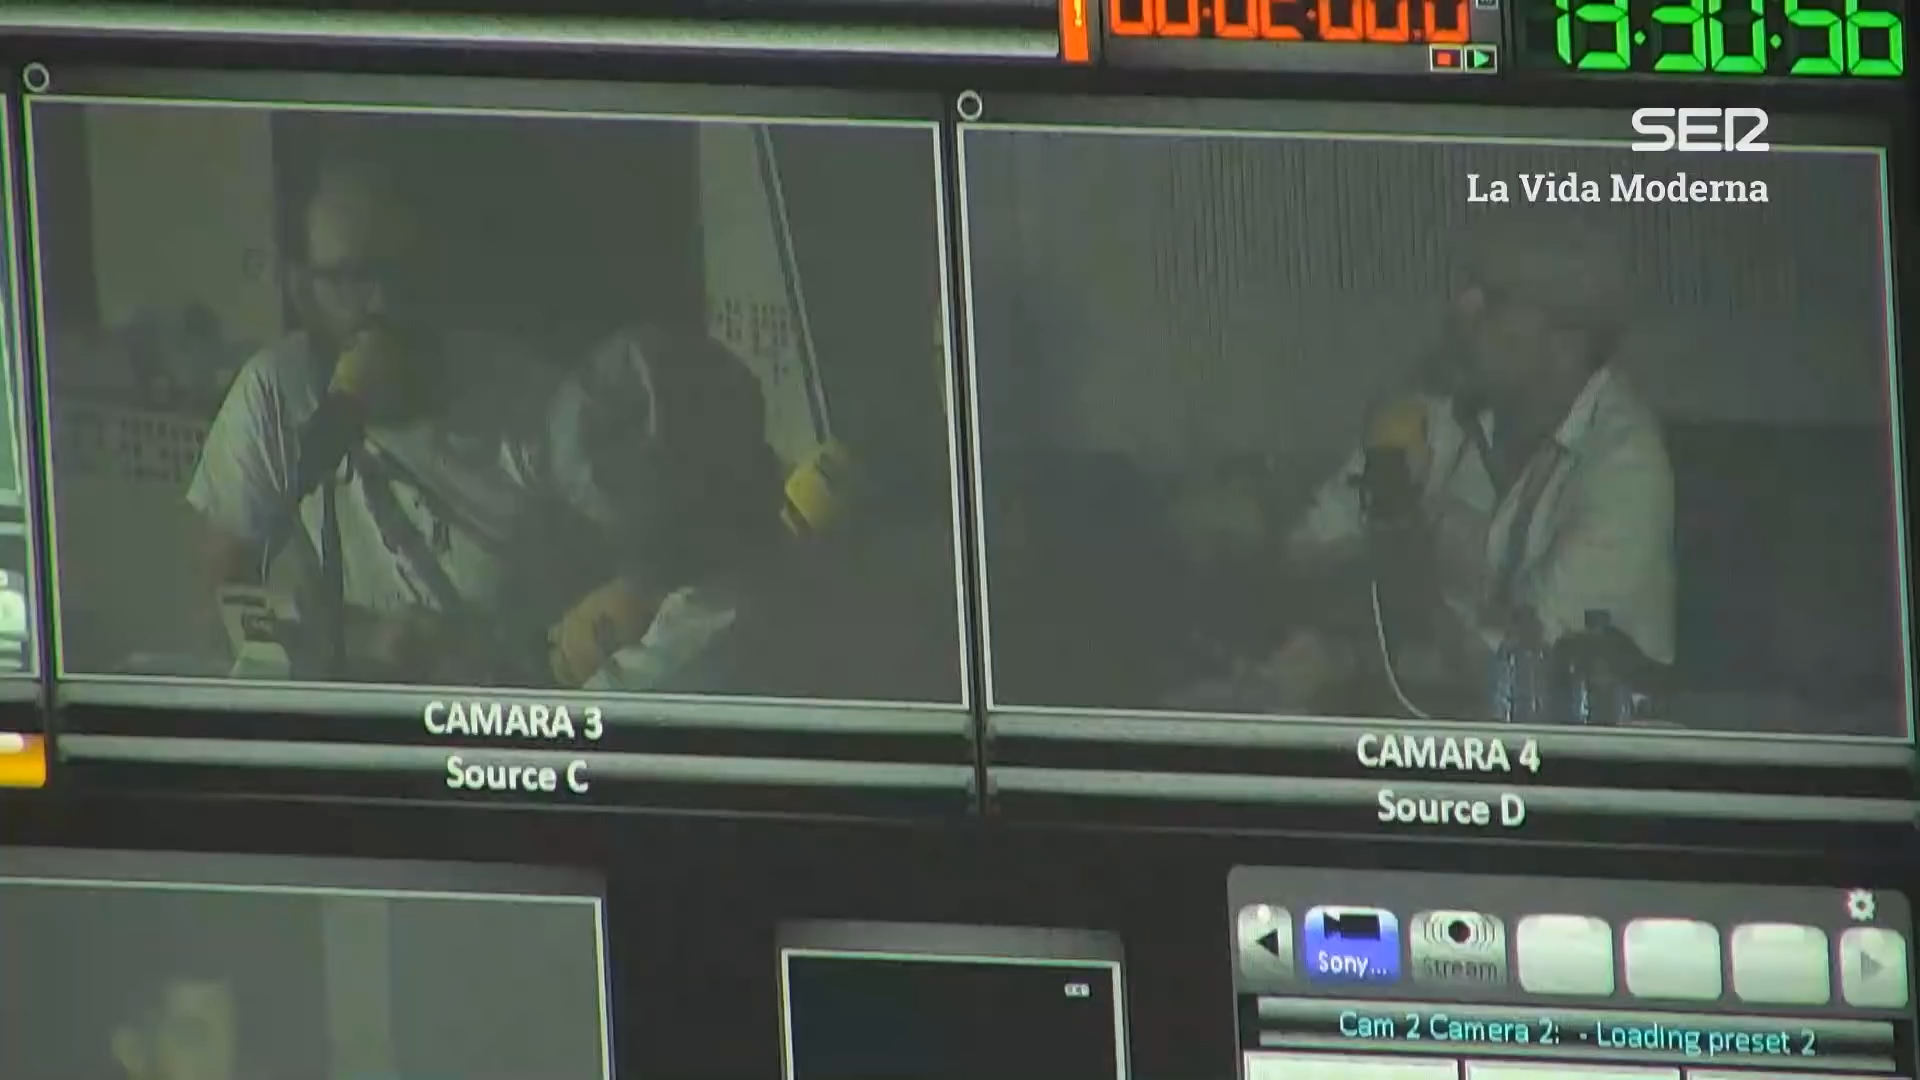 SER
La Vida Moderna
CAMARA 3
Source C
CAMARA 4
Source D
Sony...
Stream
Cam 2 Camera 2: - Loading preset 2